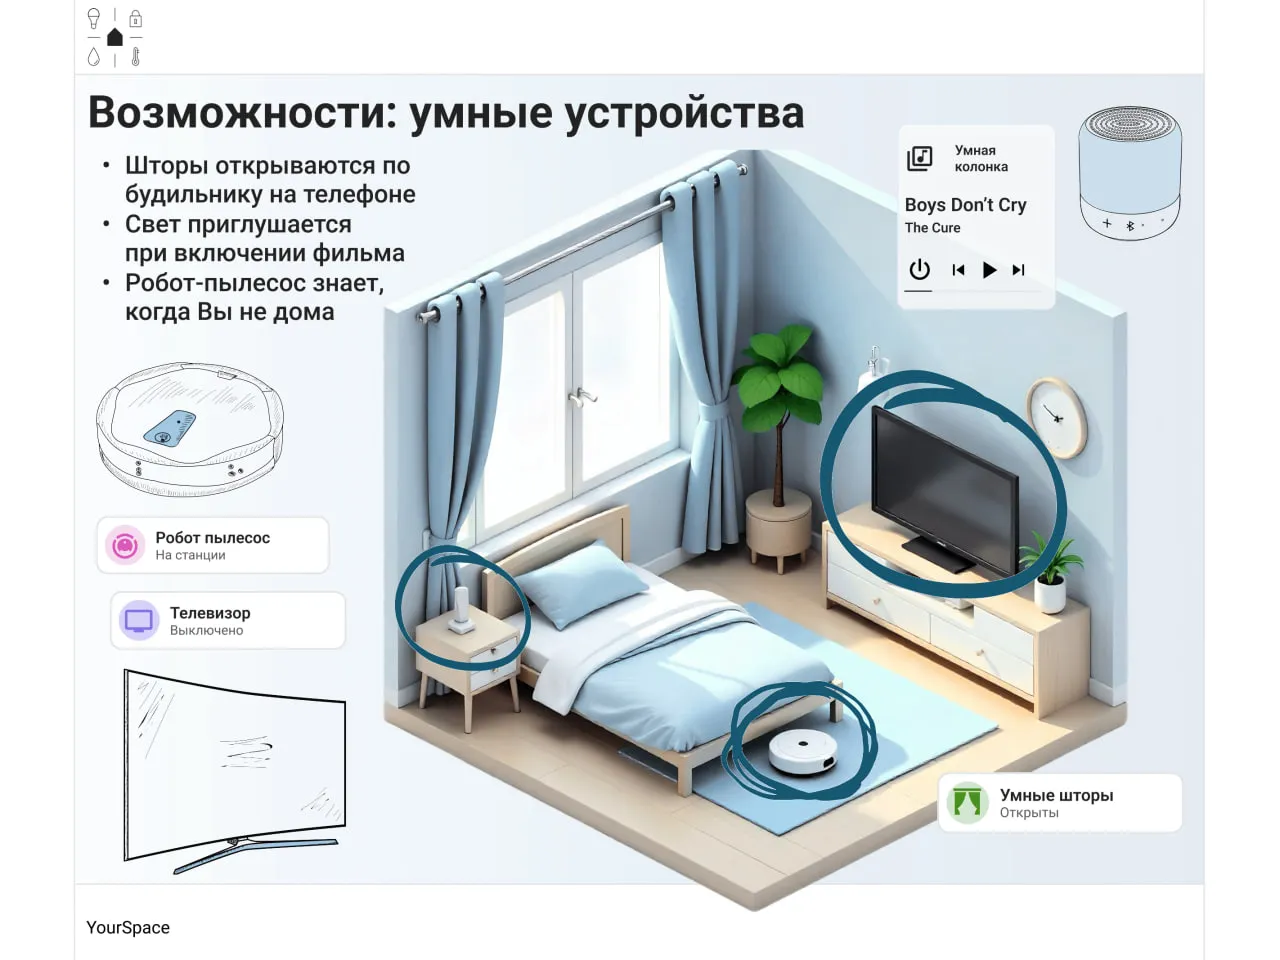 Возможности: умные устройства
• Шторы открываются по
будильнику на телефоне
• Свет приглушается
при включении фильма
• Робот-пылесос знает,
когда Вы не дома
Умная
колонка
Boys Don’t Cry
The Cure
Робот пылесос
На станции
Телевизор
Выключено
Умные шторы
Открыты
YourSpace